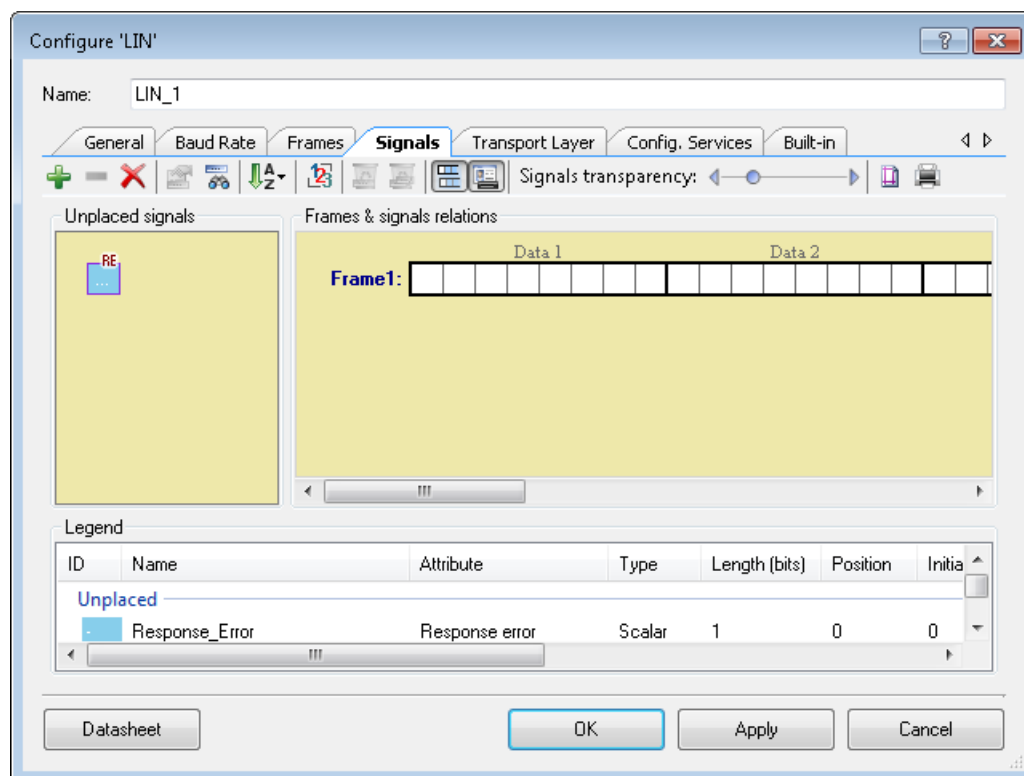 Configure 'LIN'
Name: LIN_1
General Baud Rate Frames Signals Transport Layer Config. Services Built-in
Signals transparency:
Unplaced signals Frames & signals relations
RE
...
Data 1 Data 2
Frame1:
Legend
ID Name Attribute Type Length (bits) Position Initia
Unplaced
- Response_Error Response error Scalar 1 0 0
Datasheet OK Apply Cancel